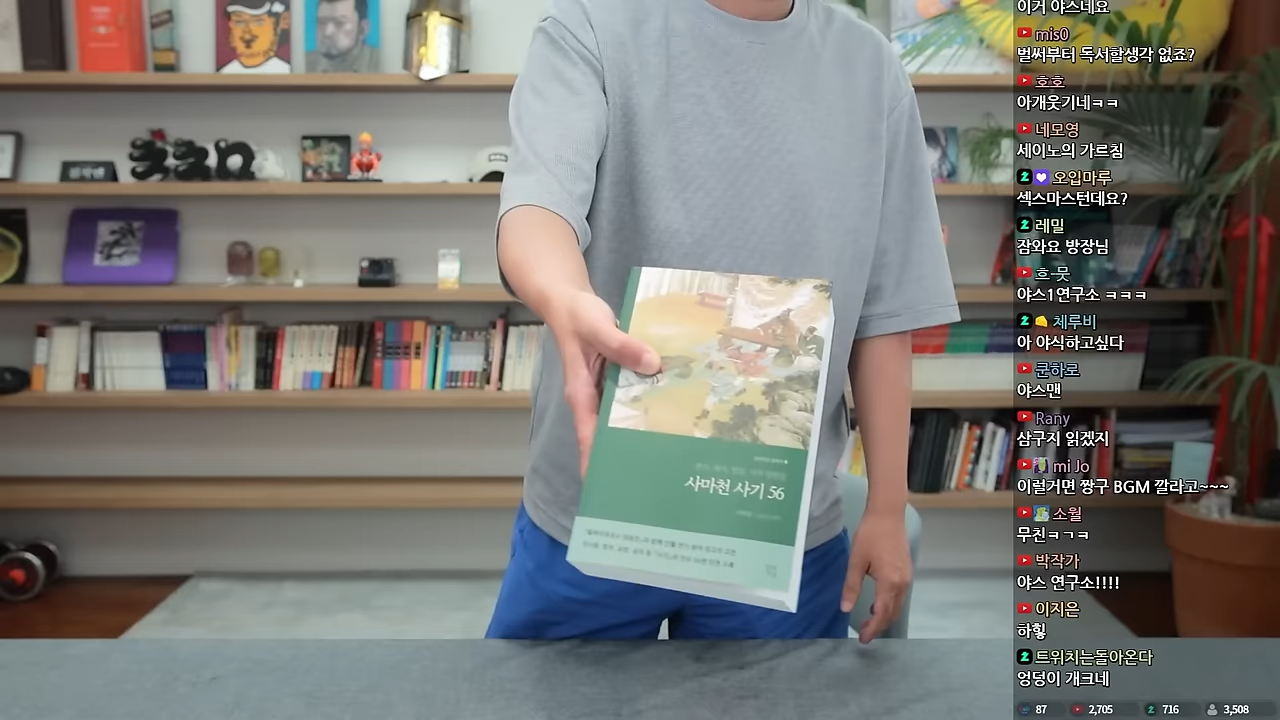 사마천 사기 56
이거 야스네요
mis0
벌써부터 독서할생각 없죠?
호호
아개웃기네ㅋㅋ
네모영
세이노의 가르침
오입마루
섹스마스턴데요?
레밀
잠와요 방장님
흐-뭇
야스1연구소 ㅋㅋㅋ
체루비
아 야식하고싶다
쿤하로
야스맨
Rany
삼구지 읽겠지
mi Jo
이럴거면 짱구 BGM 깔라고~~~
소월
무친ㅋㄱㅋ
박작가
야스 연구소!!!!
이지은
하힇
트위치는돌아온다
엉덩이 개크네
87 2,705 716 3,508